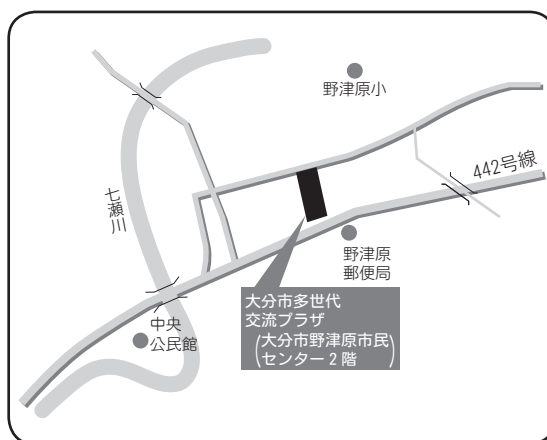 野津原小
442号線
七瀬川
野津原
郵便局
大分市多世代
交流プラザ
(大分市野津原市民
センター2階)
中央
公民館